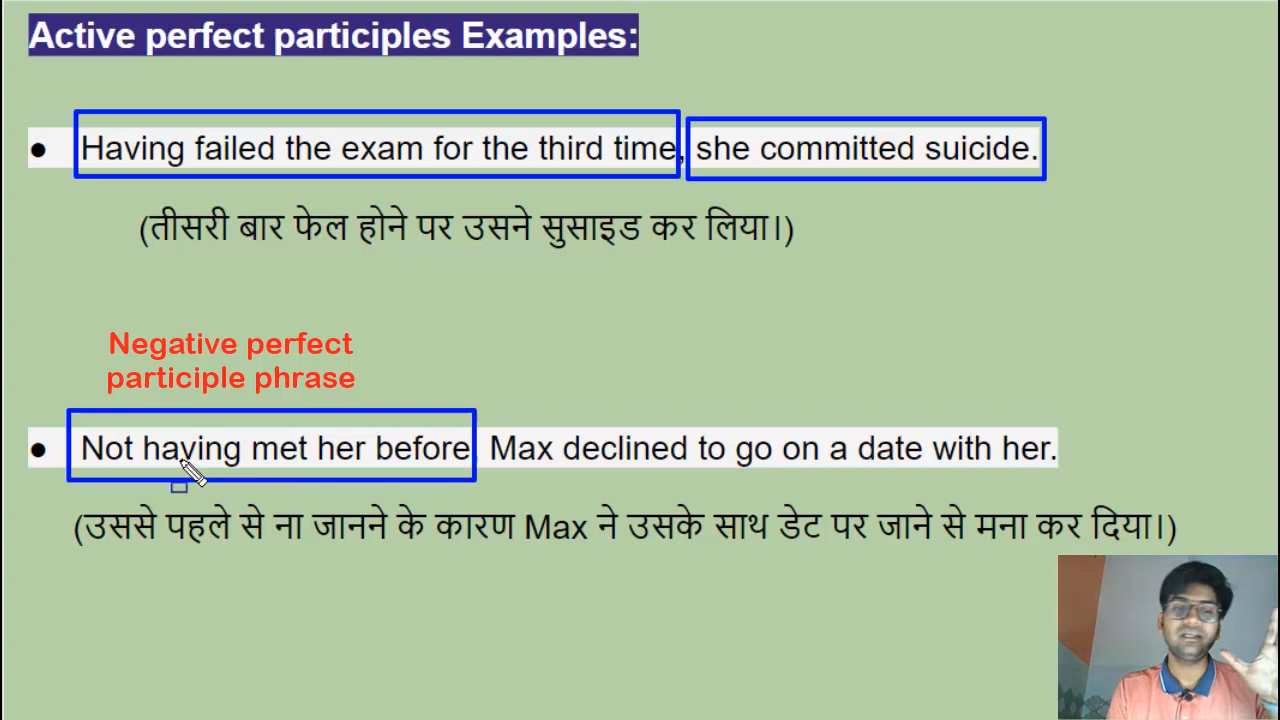 Active perfect participles Examples:
● Having failed the exam for the third time, she committed suicide.
(तीसरी बार फेल होने पर उसने सुसाइड कर लिया।)
Negative perfect
participle phrase
● Not having met her before, Max declined to go on a date with her.
(उससे पहले से ना जानने के कारण Max ने उसके साथ डेट पर जाने से मना कर दिया।)